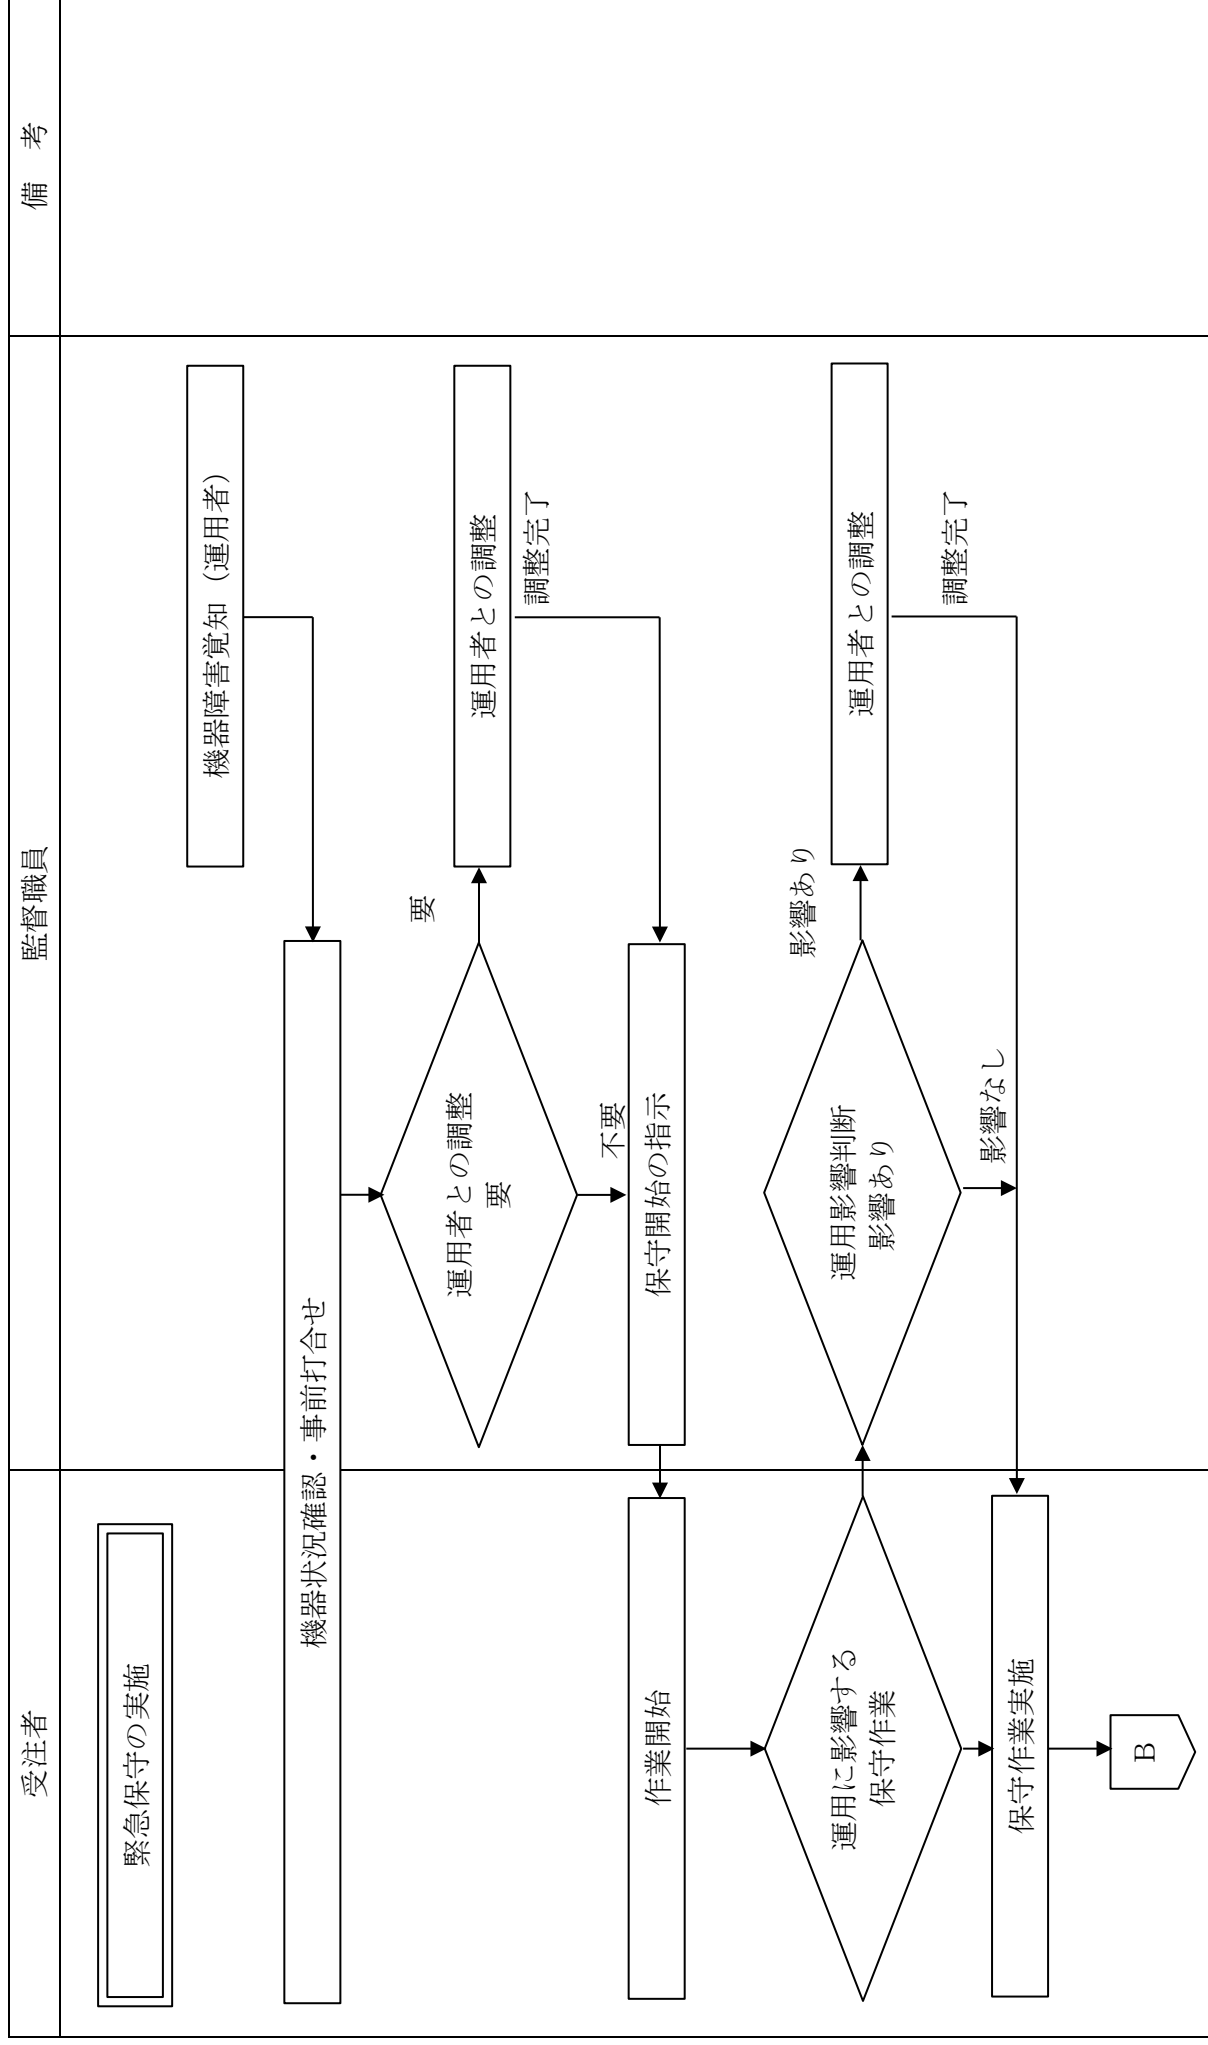 受注者
監督職員
備　考
緊急保守の実施
機器障害覚知（運用者）
機器状況確認・事前打合せ
運用者との調整
要
要
運用者との調整
調整完了
不要
保守開始の指示
作業開始
運用に影響する
保守作業
運用影響判断
影響あり
影響あり
運用者との調整
調整完了
影響なし
保守作業実施
B